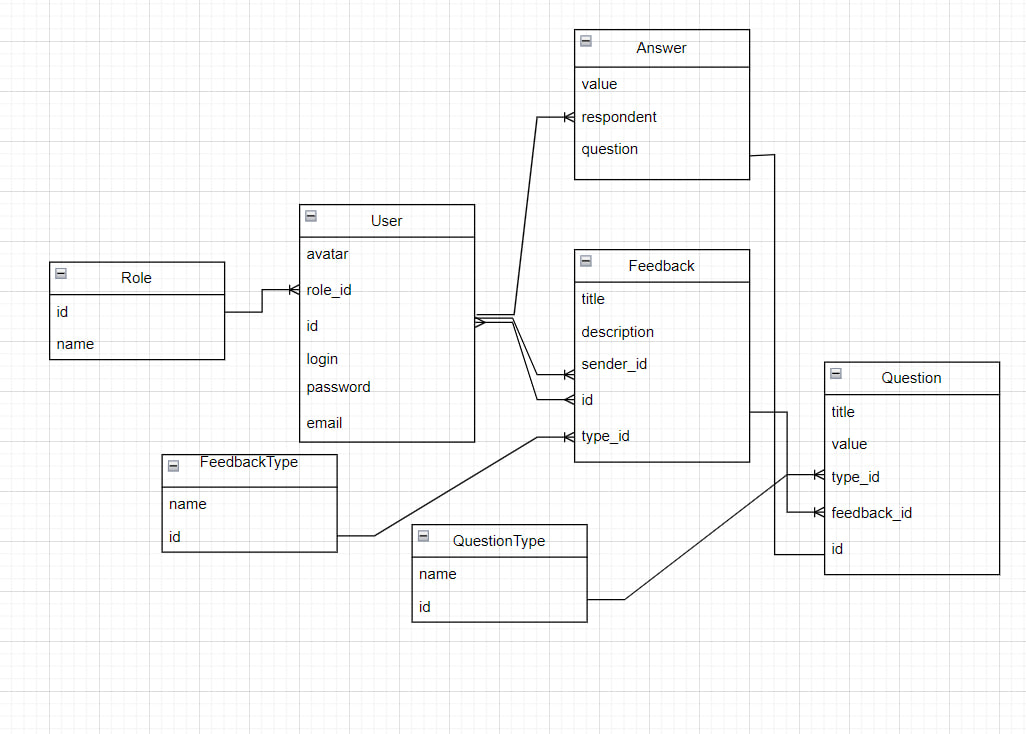 Answer
value
respondent
question
User
avatar
role_id
id
login
password
email
Role
id
name
Feedback
title
description
sender_id
id
type_id
Question
title
value
type_id
feedback_id
id
FeedbackType
name
id
QuestionType
name
id